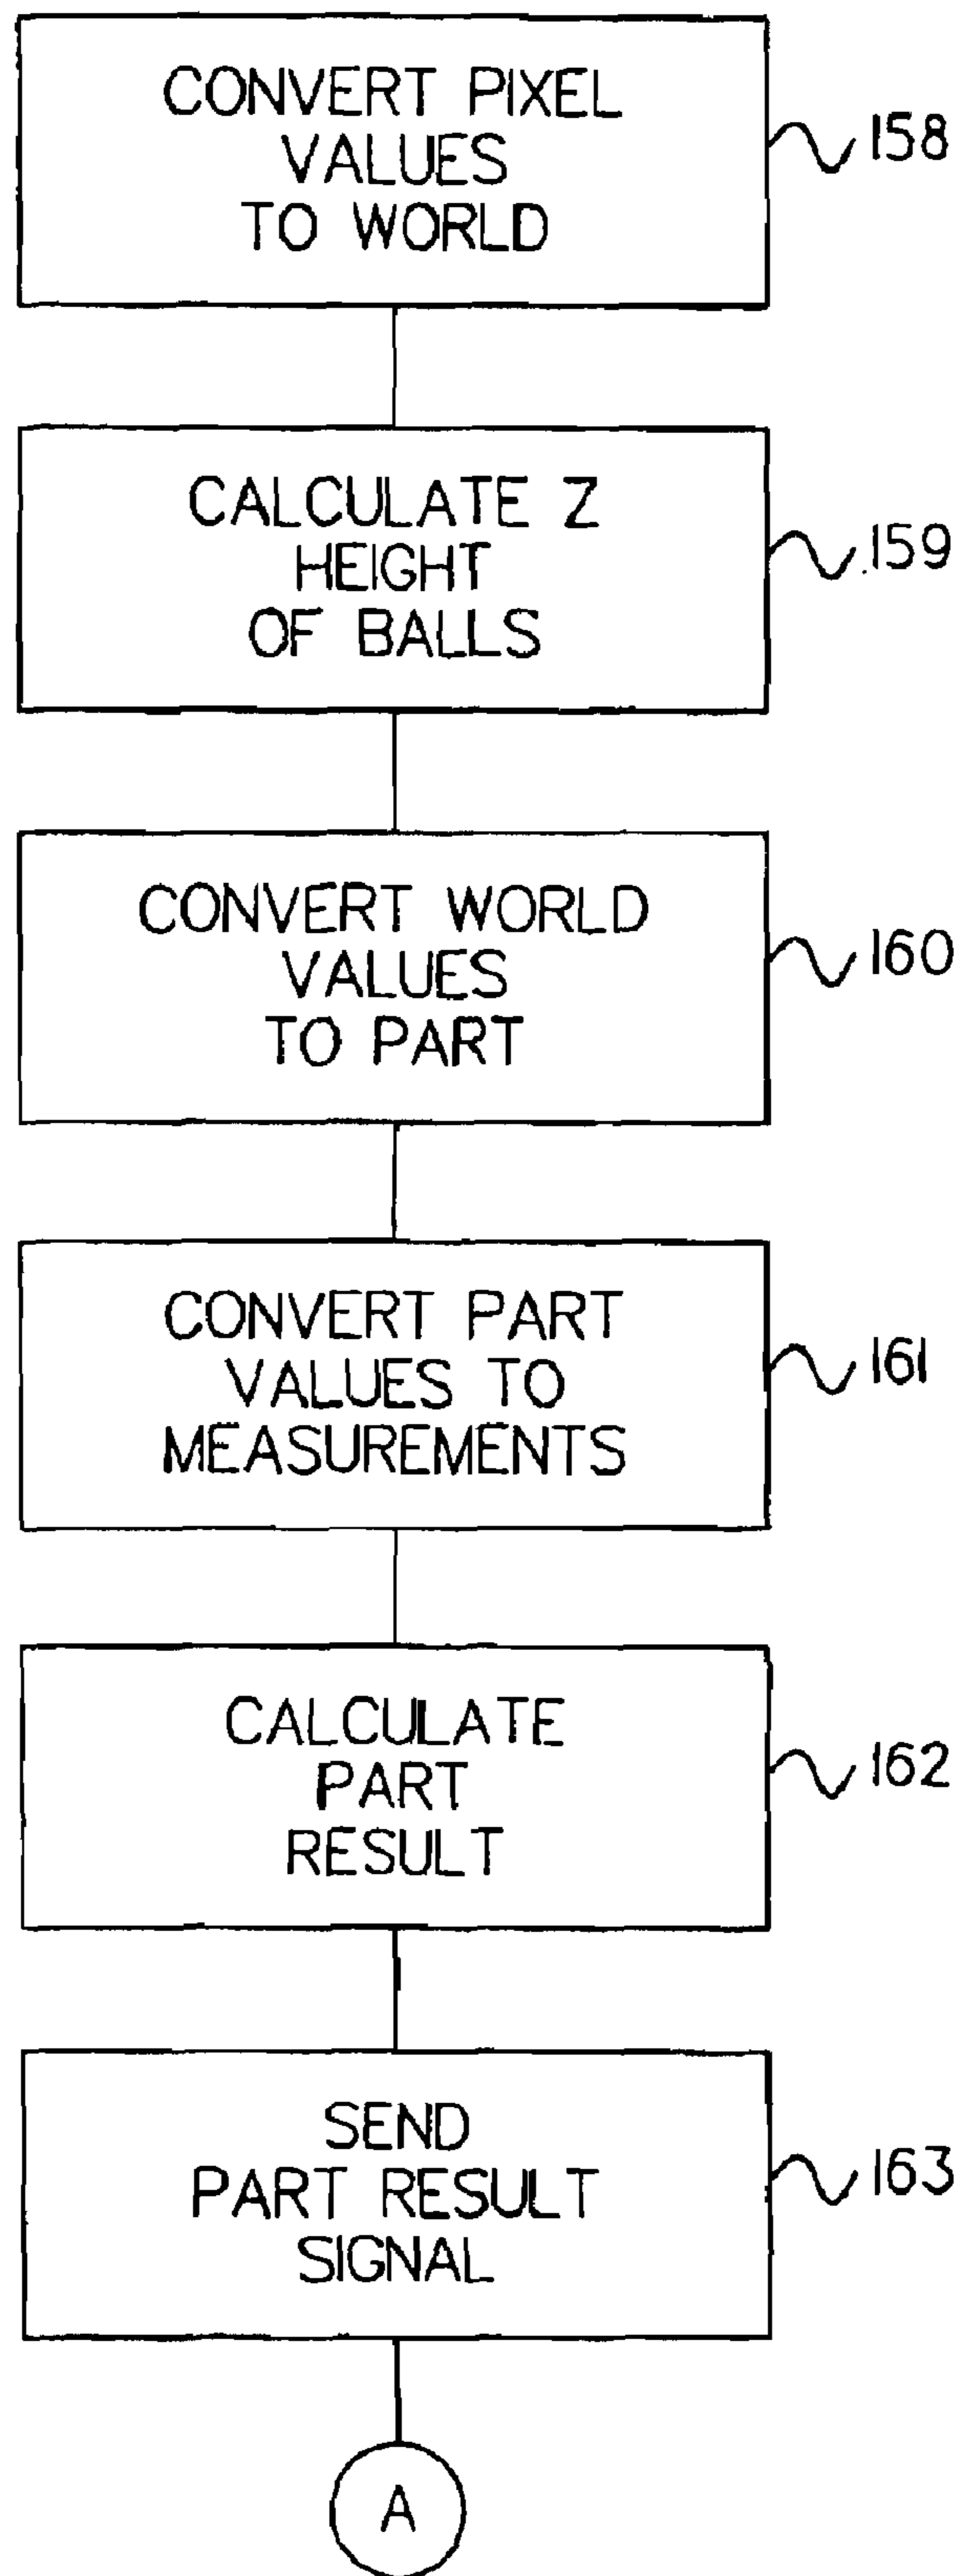 CONVERT PIXEL
VALUES
TO WORLD
158
CALCULATE Z
HEIGHT
OF BALLS
159
CONVERT WORLD
VALUES
TO PART
160
CONVERT PART
VALUES TO
MEASUREMENTS
161
CALCULATE
PART
RESULT
162
SEND
PART RESULT
SIGNAL
163
A